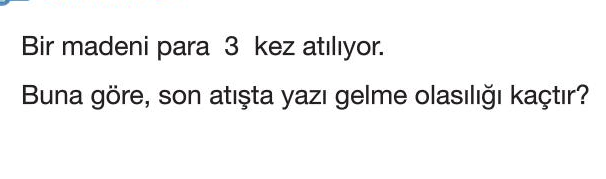 Bir madeni para 3 kez atılıyor.
Buna göre, son atışta yazı gelme olasılığı kaçtır?